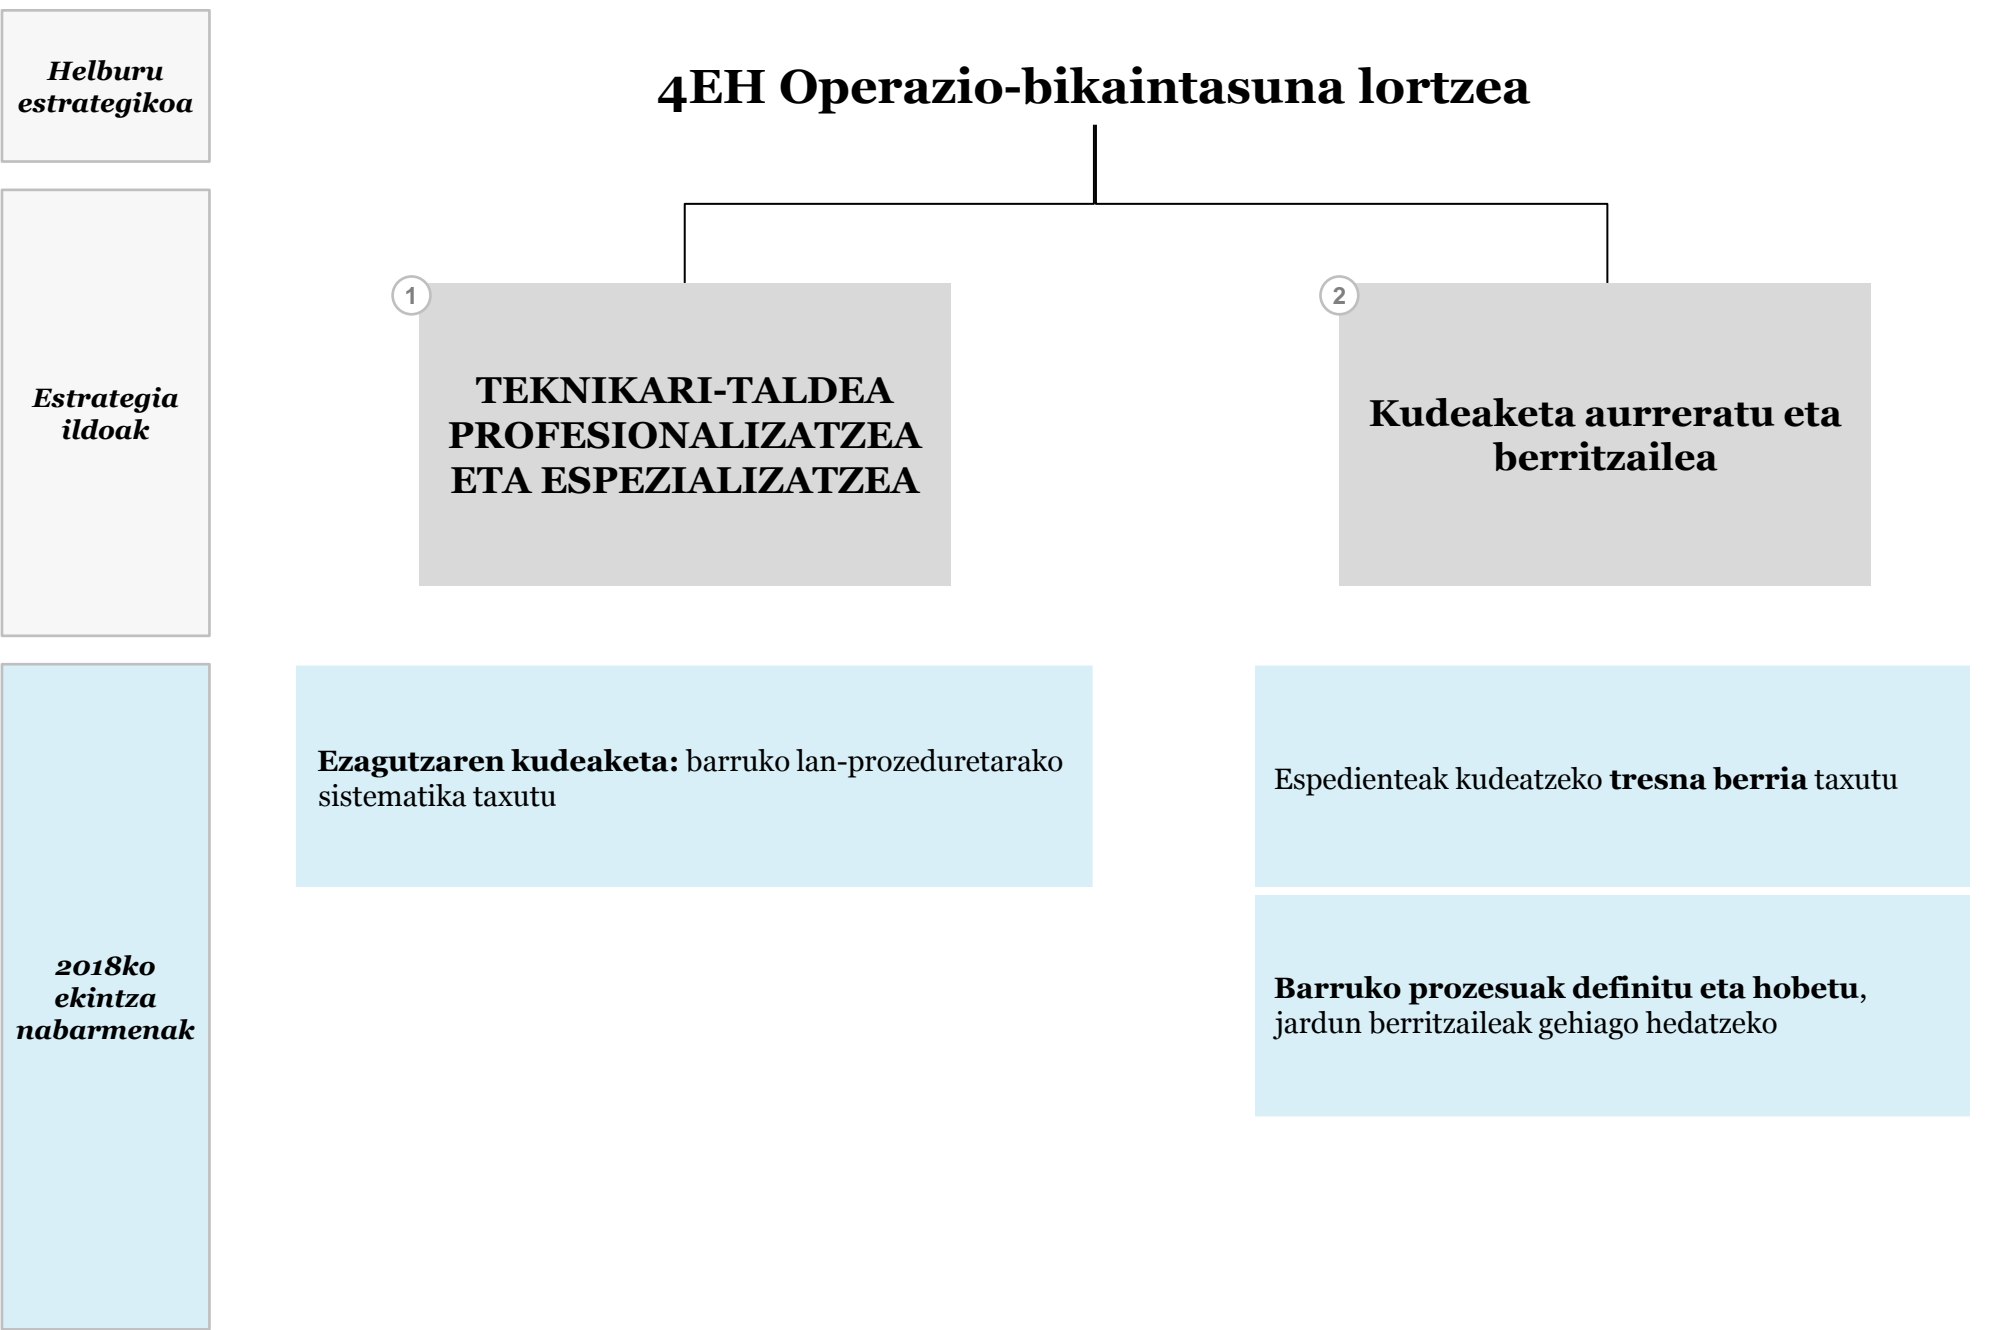 Helburu
estrategikoa
4EH Operazio-bikaintasuna lortzea
Estrategia
ildoak
1
TEKNIKARI-TALDEA
PROFESIONALIZATZEA
ETA ESPEZIALIZATZEA
2
Kudeaketa aurreratu eta
berritzailea
2018ko
ekintza
nabarmenak
Ezagutzaren kudeaketa: barruko lan-prozeduretarako
sistematika taxutu
Espedienteak kudeatzeko tresna berria taxutu
Barruko prozesuak definitu eta hobetu,
jardun berritzaileak gehiago hedatzeko